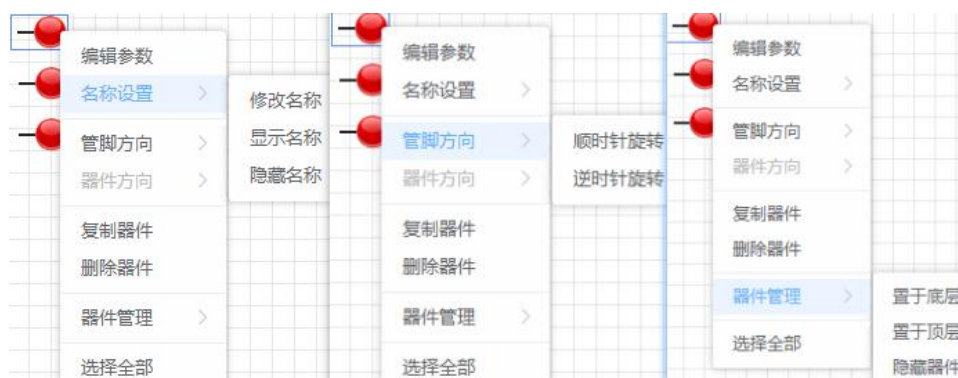 编辑参数
名称设置
修改名称
显示名称
隐藏名称
管脚方向
器件方向
复制器件
删除器件
器件管理
选择全部
编辑参数
名称设置
管脚方向
顺时针旋转
器件方向
逆时针旋转
复制器件
删除器件
器件管理
选择全部
编辑参数
名称设置
管脚方向
器件方向
复制器件
删除器件
器件管理
置于底层
置于顶层
选择全部
隐藏器件